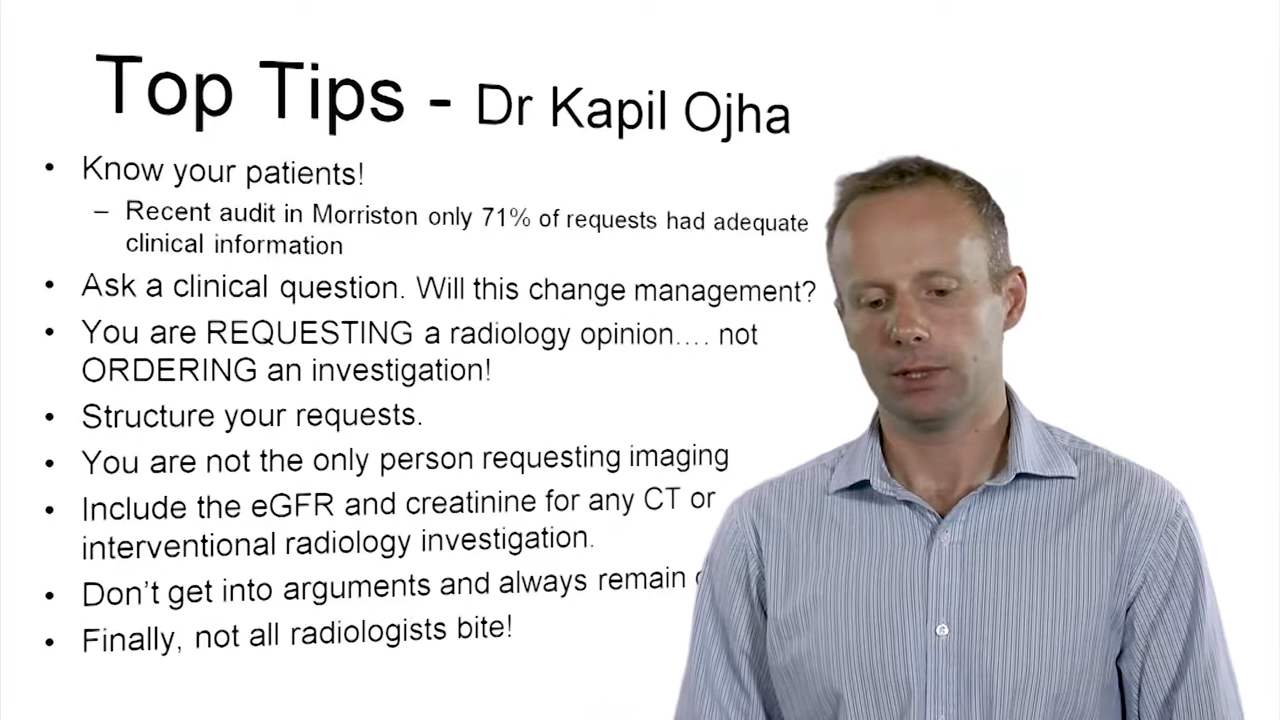 Top Tips - Dr Kapil Ojha
• Know your patients!
– Recent audit in Morriston only 71% of requests had adequate
clinical information
• Ask a clinical question. Will this change management?
• You are REQUESTING a radiology opinion.... not
ORDERING an investigation!
• Structure your requests.
• You are not the only person requesting imaging
• Include the eGFR and creatinine for any CT or
interventional radiology investigation.
• Don't get into arguments and always remain
• Finally, not all radiologists bite!